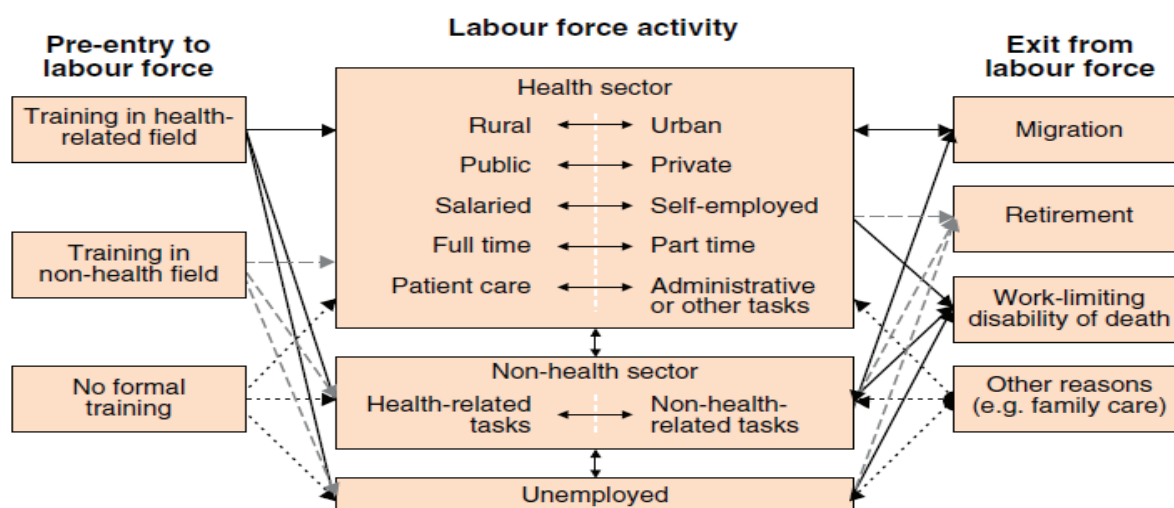 Labour force activity
Pre-entry to
labour force
Exit from
labour force
Training in health-
related field
Training in
non-health field
No formal
training
Health sector
Rural Urban
Public Private
Salaried Self-employed
Full time Part time
Patient care Administrative
or other tasks
Non-health sector
Health-related Non-health-
tasks related tasks
Unemployed
Migration
Retirement
Work-limiting
disability of death
Other reasons
(e.g. family care)